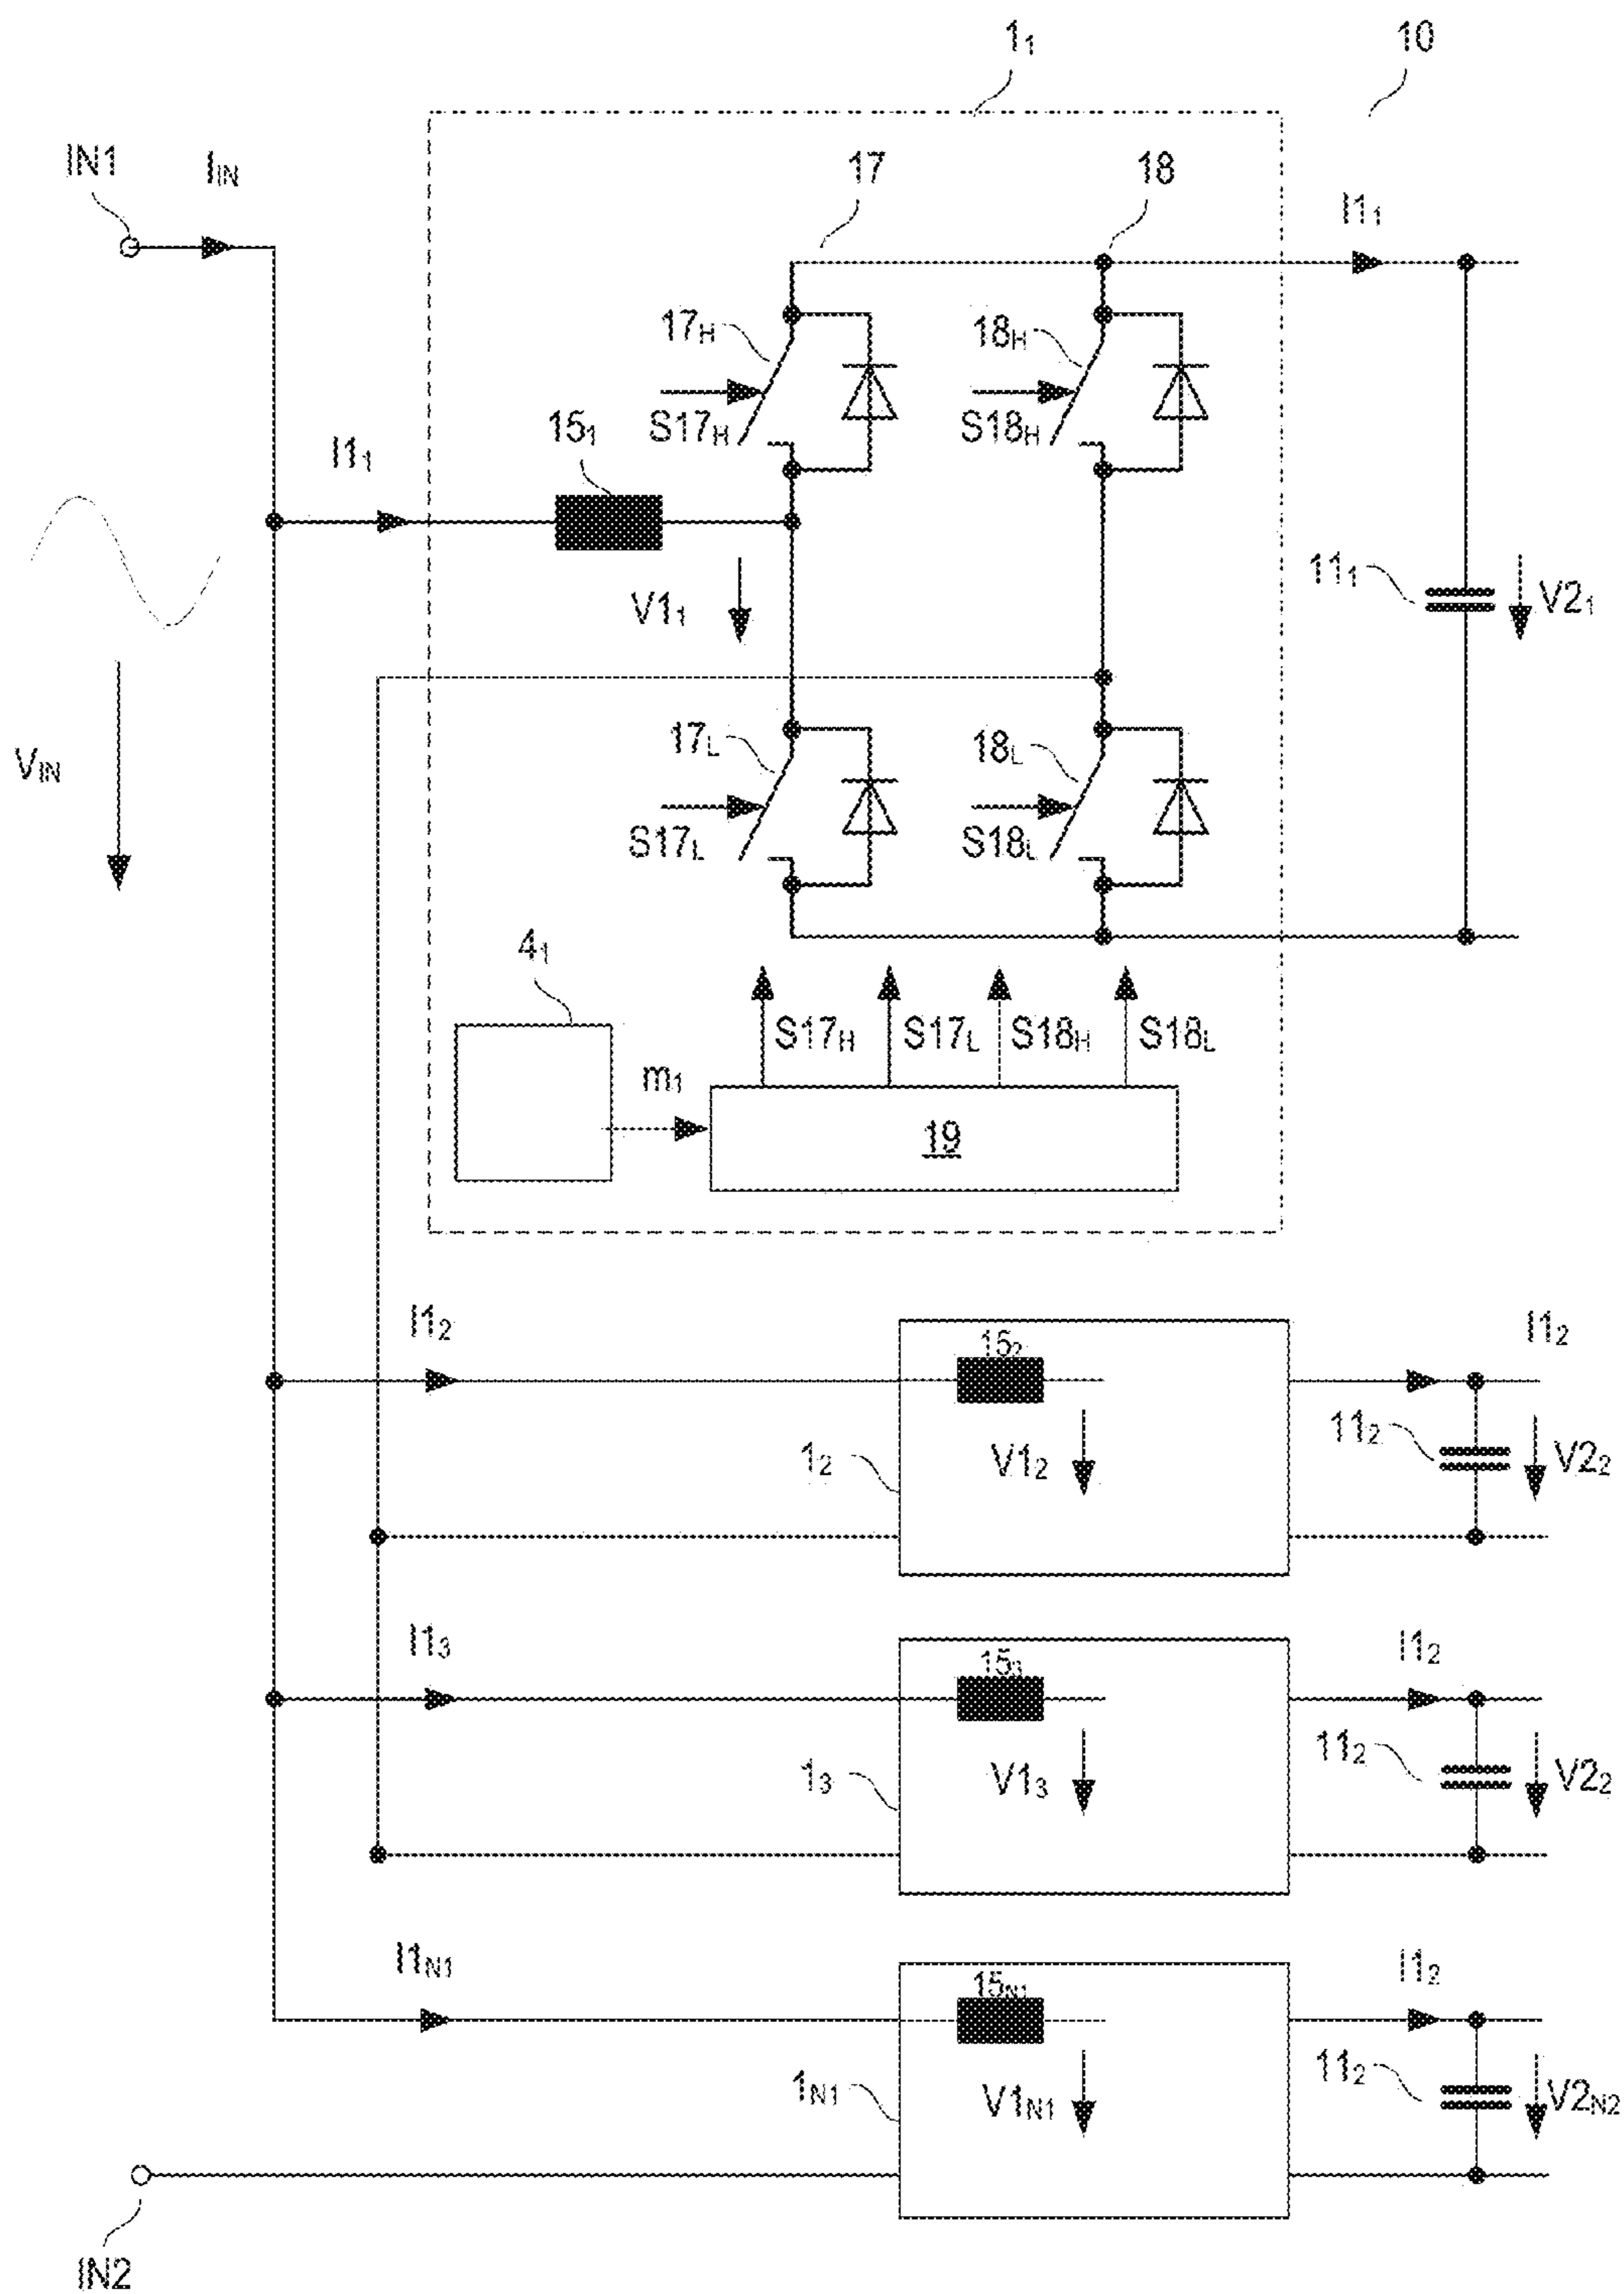 1₁
10
IN1
I_IN
17
18
I1₁
17_H
18_H
S17_H
S18_H
15₁
I1₁
V1₁
11₁
V2₁
V_IN
17_L
18_L
S17_L
S18_L
4₁
S17_H
S17_L
S18_H
S18_L
m₁
19
I1₂
15₂
I1₂
1₂
V1₂
11₂
V2₂
I1₃
15₃
I1₂
1₃
V1₃
11₂
V2₂
I1_N1
15_N1
I1₂
1_N1
V1_N1
11₂
V2_N2
IN2